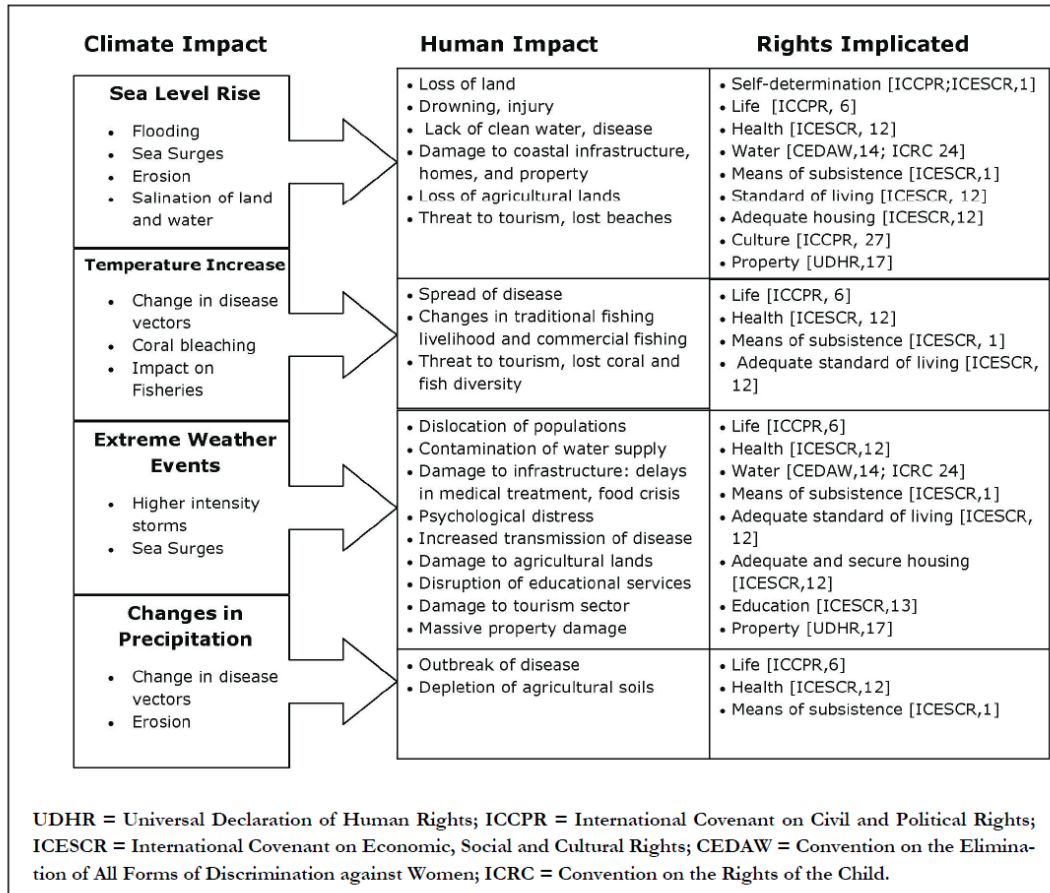 Climate Impact
Human Impact
Rights Implicated
Sea Level Rise
• Flooding
• Sea Surges
• Erosion
• Salination of land
and water
• Loss of land
• Drowning, injury
• Lack of clean water, disease
• Damage to coastal infrastructure,
homes, and property
• Loss of agricultural lands
• Threat to tourism, lost beaches
• Self-determination [ICCPR;ICESCR,1]
• Life [ICCPR, 6]
• Health [ICESCR, 12]
• Water [CEDAW,14; ICRC 24]
• Means of subsistence [ICESCR,1]
• Standard of living [ICESCR, 12]
• Adequate housing [ICESCR,12]
• Culture [ICCPR, 27]
• Property [UDHR,17]
Temperature Increase
• Change in disease
vectors
• Coral bleaching
• Impact on
Fisheries
• Spread of disease
• Changes in traditional fishing
livelihood and commercial fishing
• Threat to tourism, lost coral and
fish diversity
• Life [ICCPR, 6]
• Health [ICESCR, 12]
• Means of subsistence [ICESCR, 1]
• Adequate standard of living [ICESCR,
12]
Extreme Weather
Events
• Higher intensity
storms
• Sea Surges
• Dislocation of populations
• Contamination of water supply
• Damage to infrastructure: delays
in medical treatment, food crisis
• Psychological distress
• Increased transmission of disease
• Damage to agricultural lands
• Disruption of educational services
• Damage to tourism sector
• Massive property damage
• Life [ICCPR,6]
• Health [ICESCR,12]
• Water [CEDAW,14; ICRC 24]
• Means of subsistence [ICESCR,1]
• Adequate standard of living [ICESCR,
12]
• Adequate and secure housing
[ICESCR,12]
• Education [ICESCR,13]
• Property [UDHR,17]
Changes in
Precipitation
• Change in disease
vectors
• Erosion
• Outbreak of disease
• Depletion of agricultural soils
• Life [ICCPR,6]
• Health [ICESCR,12]
• Means of subsistence [ICESCR,1]
UDHR = Universal Declaration of Human Rights; ICCPR = International Covenant on Civil and Political Rights;
ICESCR = International Covenant on Economic, Social and Cultural Rights; CEDAW = Convention on the Elimina-
tion of All Forms of Discrimination against Women; ICRC = Convention on the Rights of the Child.